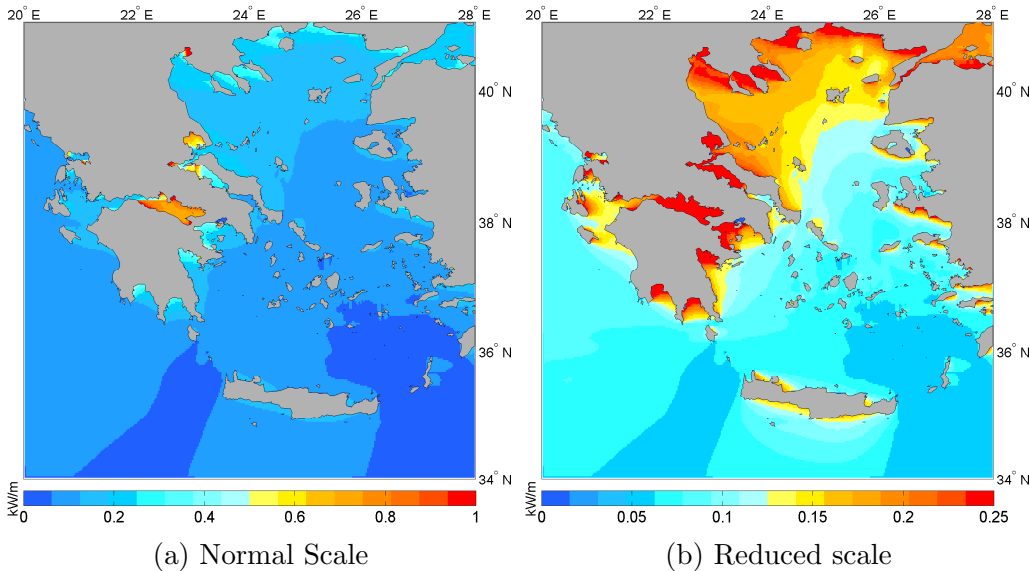 20° E 22° E 24° E 26° E 28° E
40° N
38° N
36° N
34° N
kW/m
0 0.2 0.4 0.6 0.8 1
(a) Normal Scale
20° E 22° E 24° E 26° E 28° E
40° N
38° N
36° N
34° N
kW/m
0 0.05 0.1 0.15 0.2 0.25
(b) Reduced scale